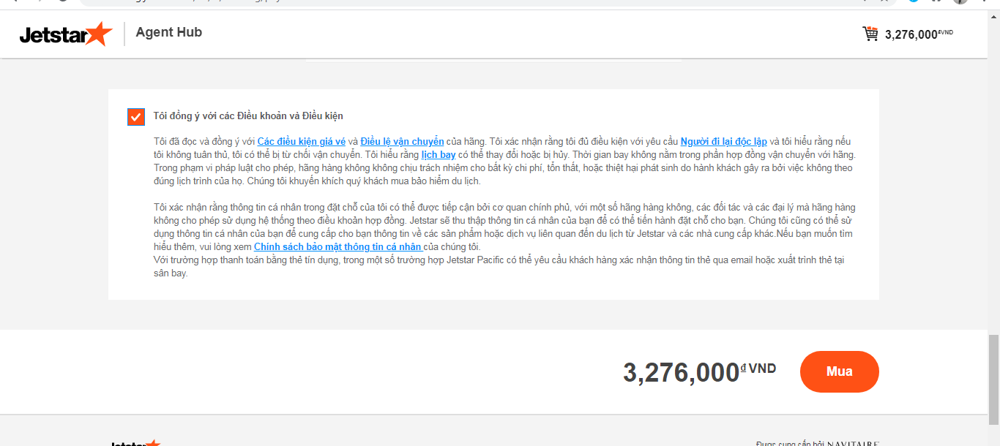 Jetstar
Agent Hub
3,276,000₫VND
Tôi đồng ý với các Điều khoản và Điều kiện
Tôi đã đọc và đồng ý với Các điều kiện giá vé và Điều lệ vận chuyển của hãng. Tôi xác nhận rằng tôi đủ điều kiện với yêu cầu Người đi lại độc lập và tôi hiểu rằng nếu
tôi không tuân thủ, tôi có thể bị từ chối vận chuyển. Tôi hiểu rằng lịch bay có thể thay đổi hoặc bị hủy. Thời gian bay không nằm trong phần hợp đồng vận chuyển với hãng.
Trong phạm vi pháp luật cho phép, hãng hàng không không chịu trách nhiệm cho bất kỳ chi phí, tổn thất, hoặc thiệt hại phát sinh do hành khách gây ra bởi việc không theo
đúng lịch trình của họ. Chúng tôi khuyến khích quý khách mua bảo hiểm du lịch.
Tôi xác nhận rằng thông tin cá nhân trong đặt chỗ của tôi có thể được tiếp cận bởi cơ quan chính phủ, với một số hãng hàng không, các đối tác và các đại lý mà hãng hàng
không cho phép sử dụng hệ thống theo điều khoản hợp đồng. Jetstar sẽ thu thập thông tin cá nhân của bạn để có thể tiến hành đặt chỗ cho bạn. Chúng tôi cũng có thể sử
dụng thông tin cá nhân của bạn để cung cấp cho bạn thông tin về các sản phẩm hoặc dịch vụ liên quan đến du lịch từ Jetstar và các nhà cung cấp khác.Nếu bạn muốn tìm
hiểu thêm, vui lòng xem Chính sách bảo mật thông tin cá nhân của chúng tôi.
Với trường hợp thanh toán bằng thẻ tín dụng, trong một số trường hợp Jetstar Pacific có thể yêu cầu khách hàng xác nhận thông tin thẻ qua email hoặc xuất trình thẻ tại
sân bay.
3,276,000₫ VND
Mua
Jetstar
Được cung cấp bởi NAVITAIRE